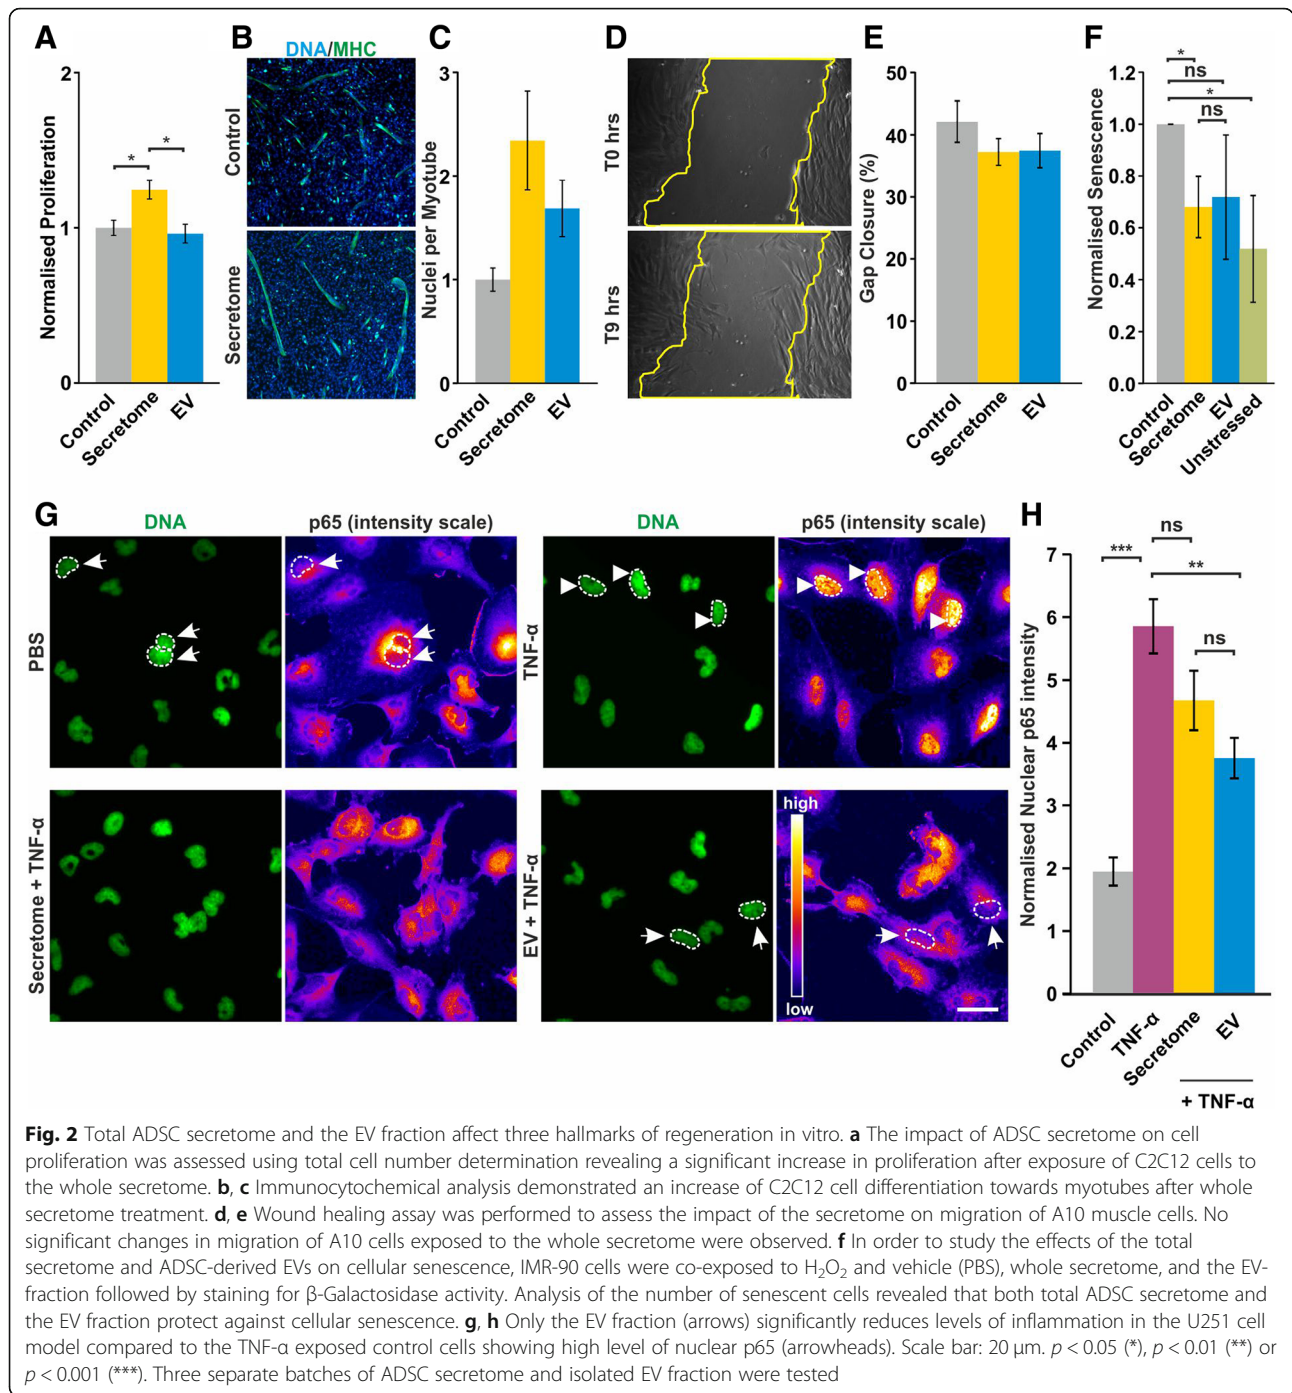 A
B
C
D
E
F
DNA/MHC
Normalised Proliferation
2
1
0
*
*
Control
Secretome
EV
Control
Secretome
Nuclei per Myotube
3
2
1
0
Control
Secretome
EV
T0 hrs
T9 hrs
Gap Closure (%)
50
40
30
20
10
0
Control
Secretome
EV
Normalised Senescence
1.2
1.0
0.8
0.6
0.4
0.2
0.0
*
ns
*
ns
Control
Secretome
EV
Unstressed
G
DNA
p65 (intensity scale)
DNA
p65 (intensity scale)
PBS
TNF-α
Secretome + TNF-α
EV + TNF-α
high
low
H
Normalised Nuclear p65 intensity
7
6
5
4
3
2
1
0
***
ns
**
ns
Control
TNF-α
Secretome
EV
+ TNF-α
Fig. 2 Total ADSC secretome and the EV fraction affect three hallmarks of regeneration in vitro. a The impact of ADSC secretome on cell
proliferation was assessed using total cell number determination revealing a significant increase in proliferation after exposure of C2C12 cells to
the whole secretome. b, c Immunocytochemical analysis demonstrated an increase of C2C12 cell differentiation towards myotubes after whole
secretome treatment. d, e Wound healing assay was performed to assess the impact of the secretome on migration of A10 muscle cells. No
significant changes in migration of A10 cells exposed to the whole secretome were observed. f In order to study the effects of the total
secretome and ADSC-derived EVs on cellular senescence, IMR-90 cells were co-exposed to H₂O₂ and vehicle (PBS), whole secretome, and the EV-
fraction followed by staining for β-Galactosidase activity. Analysis of the number of senescent cells revealed that both total ADSC secretome and
the EV fraction protect against cellular senescence. g, h Only the EV fraction (arrows) significantly reduces levels of inflammation in the U251 cell
model compared to the TNF-α exposed control cells showing high level of nuclear p65 (arrowheads). Scale bar: 20 μm. p < 0.05 (*), p < 0.01 (**) or
p < 0.001 (***). Three separate batches of ADSC secretome and isolated EV fraction were tested